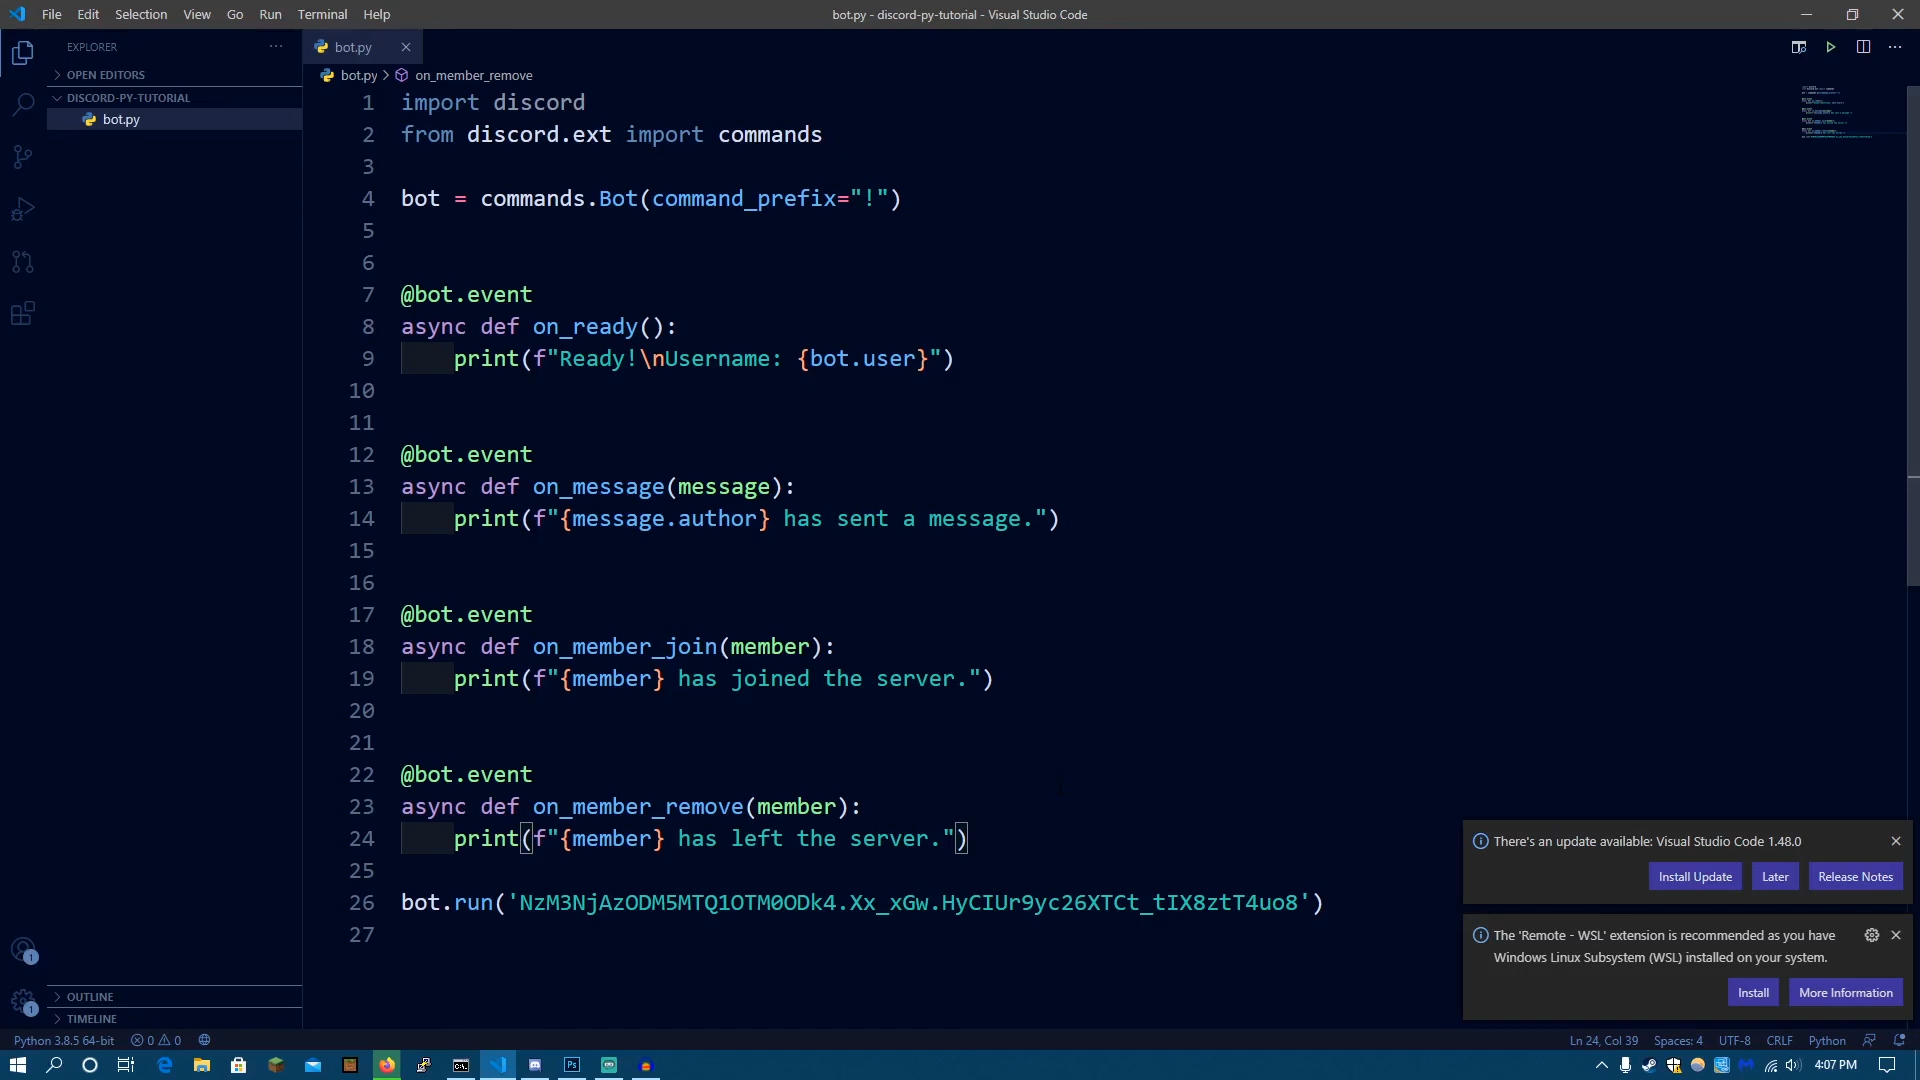 File Edit Selection View Go Run Terminal Help
bot.py - discord-py-tutorial - Visual Studio Code
EXPLORER
OPEN EDITORS
DISCORD-PY-TUTORIAL
bot.py
bot.py
bot.py > on_member_remove
1 import discord
2 from discord.ext import commands
3
4 bot = commands.Bot(command_prefix="!")
5
6
7 @bot.event
8 async def on_ready():
9 print(f"Ready!\nUsername: {bot.user}")
10
11
12 @bot.event
13 async def on_message(message):
14 print(f"{message.author} has sent a message.")
15
16
17 @bot.event
18 async def on_member_join(member):
19 print(f"{member} has joined the server.")
20
21
22 @bot.event
23 async def on_member_remove(member):
24 print(f"{member} has left the server.")
25
26 bot.run('NzM3NjAzODM5MTQ1OTM0ODk4.Xx_xGw.HyCIUr9yc26XTCt_tIX8ztT4uo8')
27
There's an update available: Visual Studio Code 1.48.0
Install Update Later Release Notes
The 'Remote - WSL' extension is recommended as you have
Windows Linux Subsystem (WSL) installed on your system.
Install More Information
1
1
OUTLINE
TIMELINE
Python 3.8.5 64-bit 0 0
Ln 24, Col 39 Spaces: 4 UTF-8 CRLF Python
Ps
4:07 PM